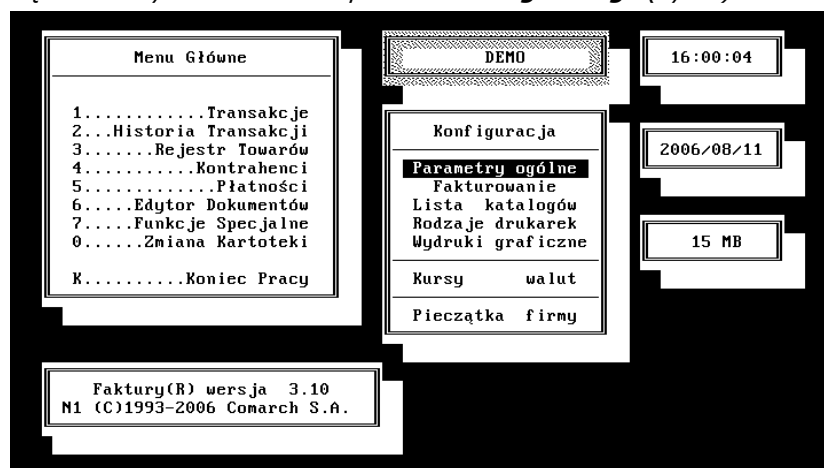 Menu Główne
1............Transakcje
2...Historia Transakcji
3.......Rejestr Towarów
4...........Kontrahenci
5.............Płatności
6.....Edytor Dokumentów
7.....Funkcje Specjalne
0......Zmiana Kartoteki
K..........Koniec Pracy
DEMO
Konfiguracja
Parametry ogólne
Fakturowanie
Lista katalogów
Rodzaje drukarek
Wydruki graficzne
Kursy walut
Pieczątka firmy
16:00:04
2006/08/11
15 MB
Faktury(R) wersja 3.10
N1 (C)1993-2006 Comarch S.A.